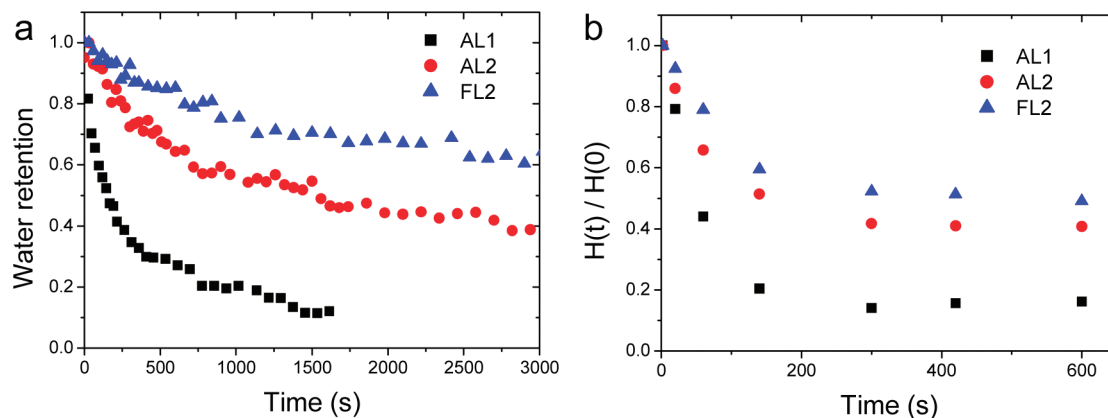 a
1.0
0.8
0.6
0.4
0.2
0.0
Water retention
0 500 1000 1500 2000 2500 3000
Time (s)
AL1
AL2
FL2
b
1.0
0.8
0.6
0.4
0.2
0.0
H(t) / H(0)
0 200 400 600
Time (s)
AL1
AL2
FL2